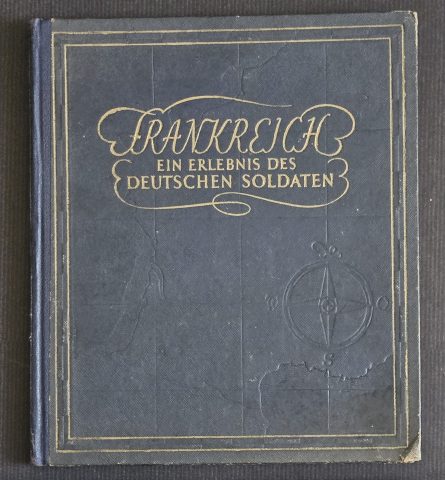 FRANKREICH
EIN ERLEBNIS DES
DEUTSCHEN SOLDATEN
S